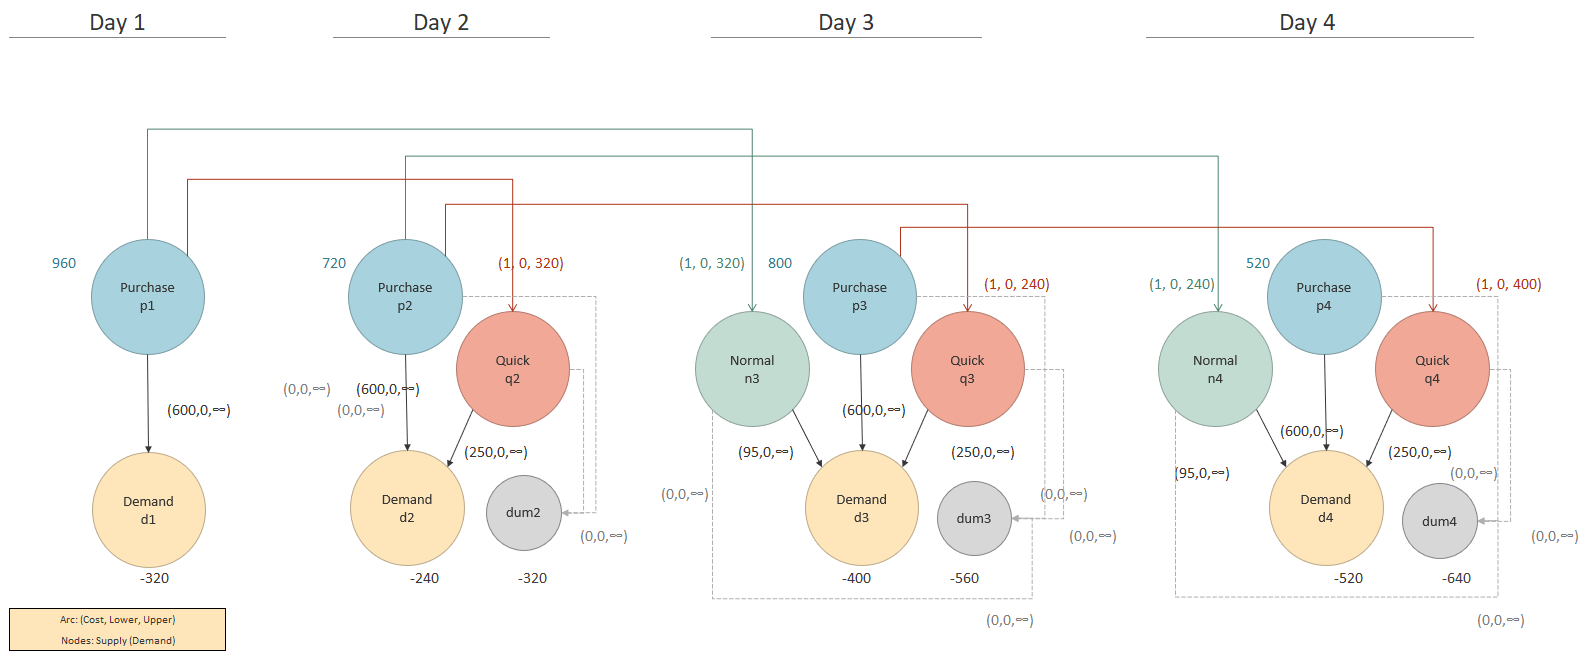 Day 1
Day 2
Day 3
Day 4
960
Purchase
p1
720
Purchase
p2
(1, 0, 320)
(1, 0, 320)
800
Purchase
p3
(1, 0, 240)
(1, 0, 240)
520
Purchase
p4
(1, 0, 400)
Quick
q2
Normal
n3
Quick
q3
Normal
n4
Quick
q4
(600,0,∞)
(0,0,∞)
(600,0,∞)
(0,0,∞)
(250,0,∞)
(600,0,∞)
(95,0,∞)
(250,0,∞)
(600,0,∞)
(95,0,∞)
(250,0,∞)
(0,0,∞)
Demand
d1
Demand
d2
dum2
(0,0,∞)
(0,0,∞)
Demand
d3
dum3
(0,0,∞)
(0,0,∞)
Demand
d4
dum4
(0,0,∞)
-320
-240
-320
-400
-560
-520
-640
(0,0,∞)
(0,0,∞)
Arc: (Cost, Lower, Upper)
Nodes: Supply (Demand)